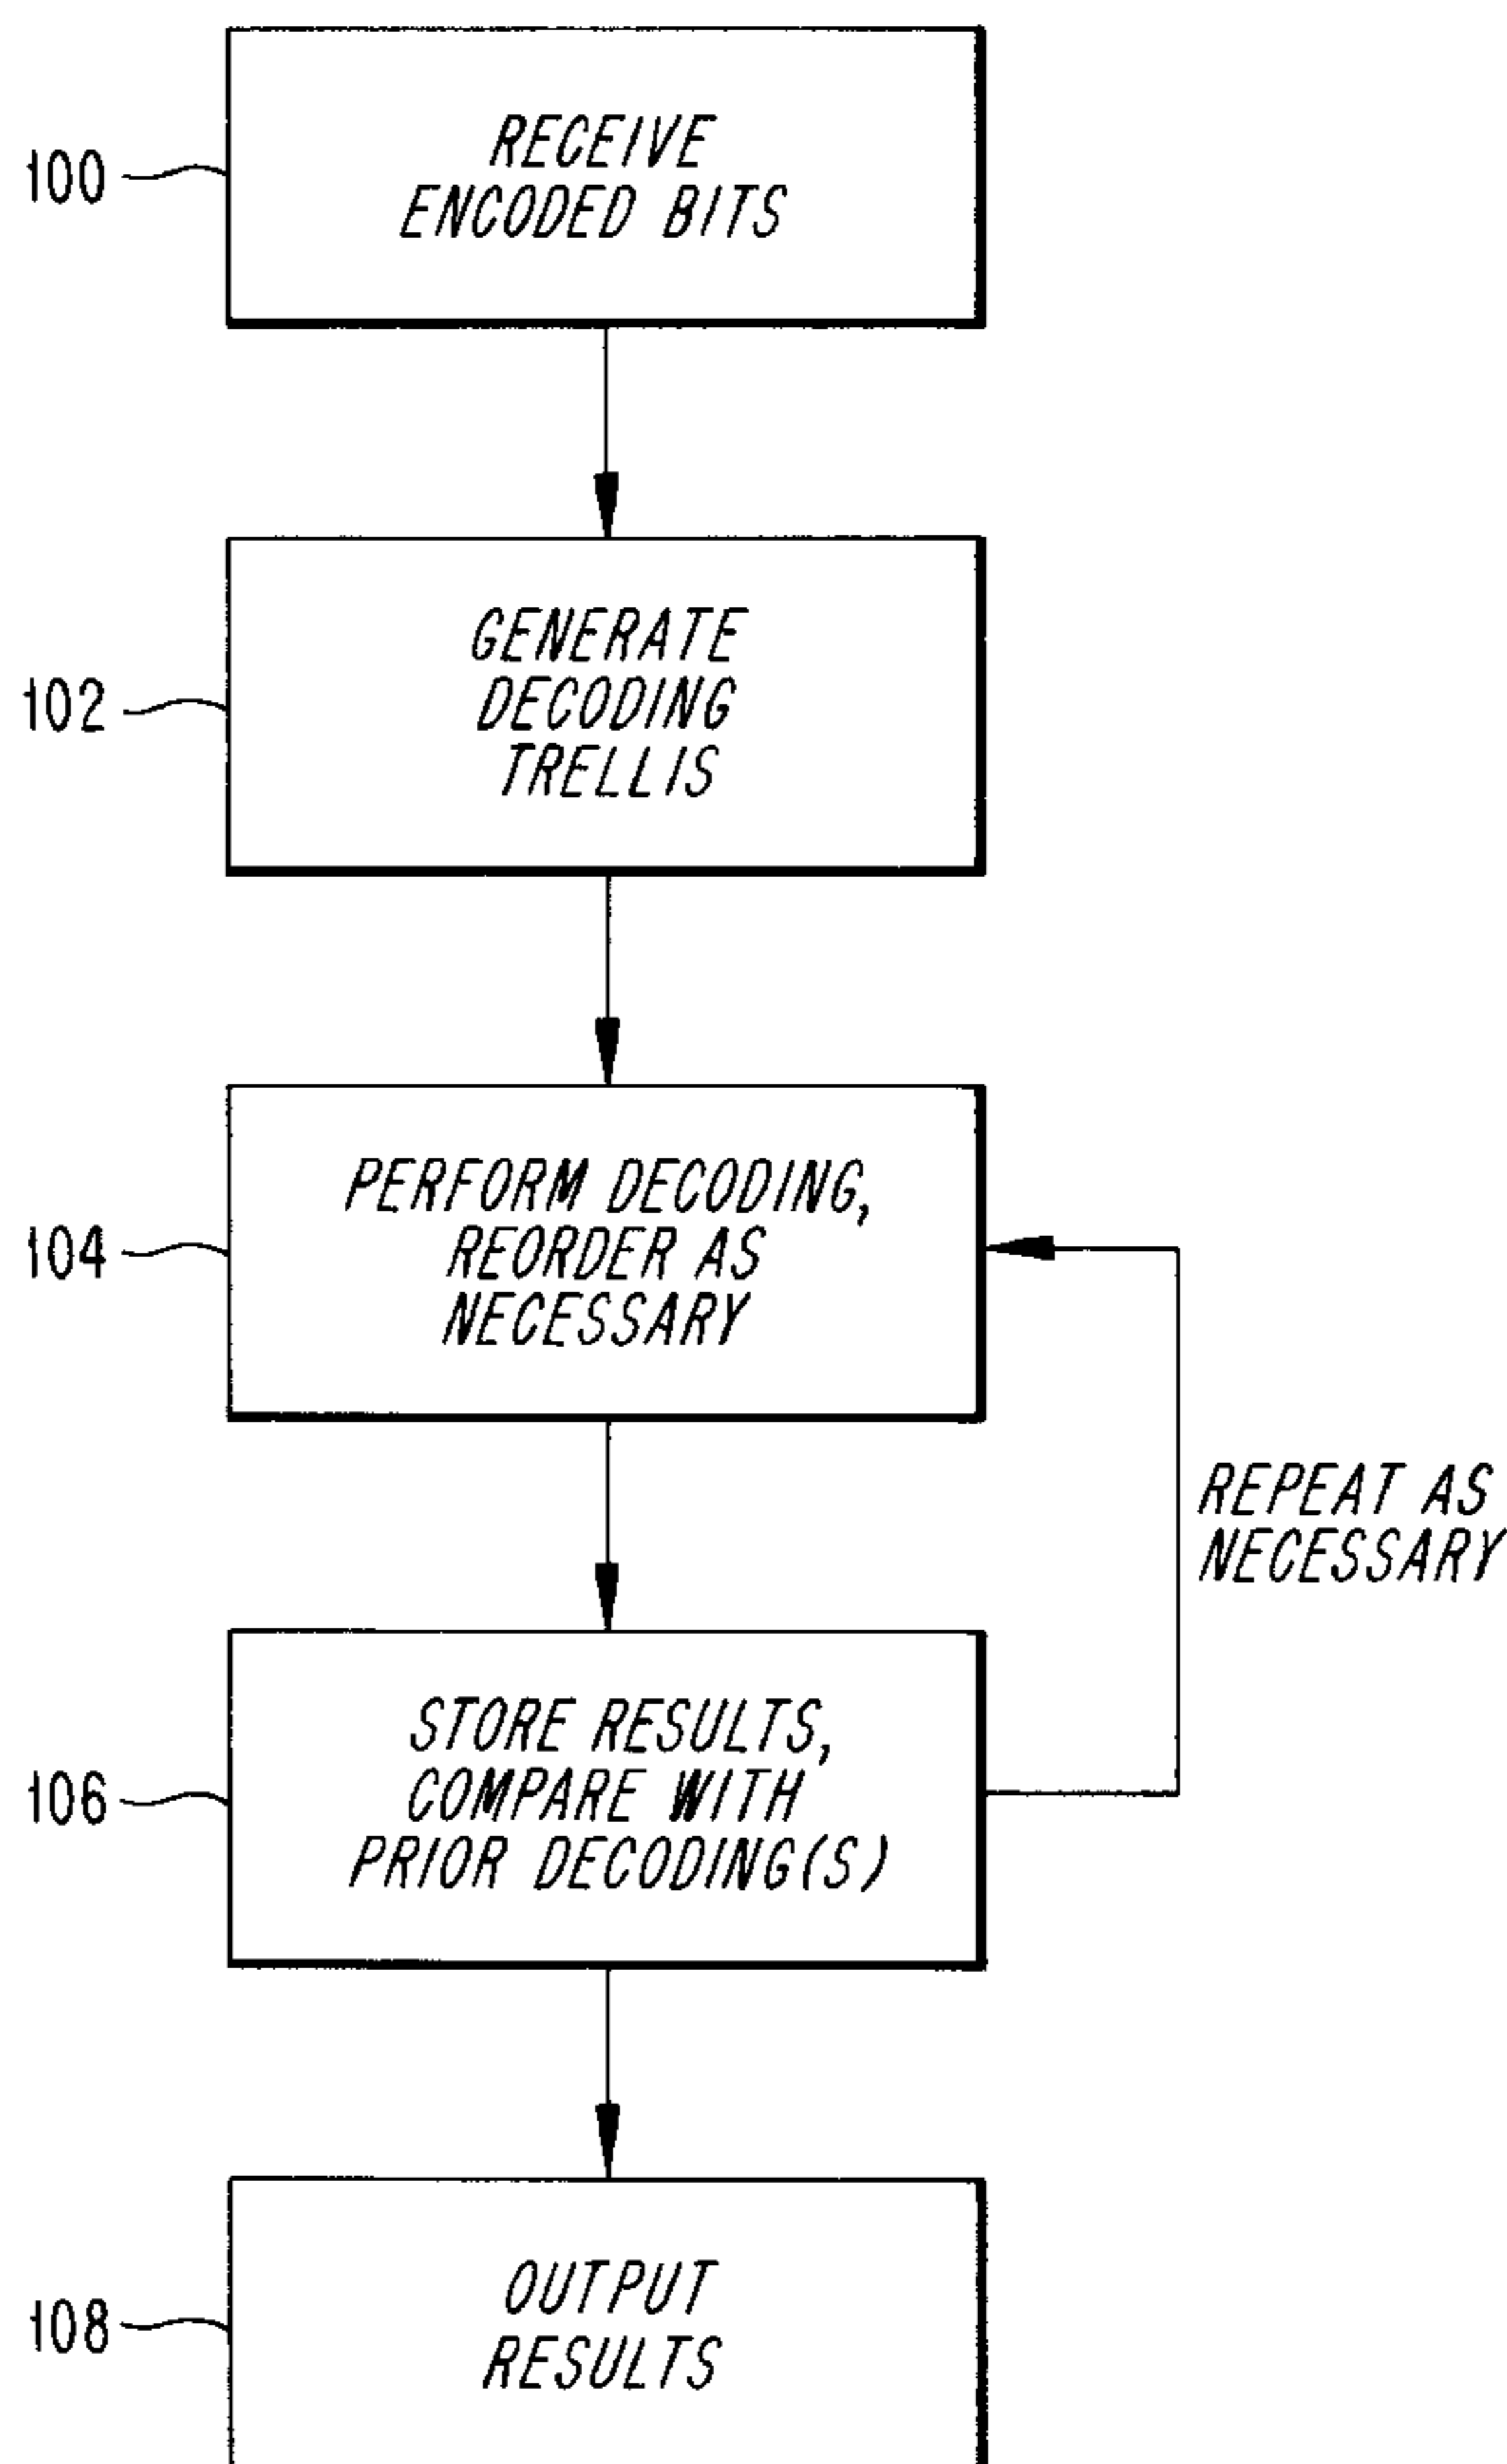 100
RECEIVE
ENCODED BITS
102
GENERATE
DECODING
TRELLIS
104
PERFORM DECODING,
REORDER AS
NECESSARY
REPEAT AS
NECESSARY
106
STORE RESULTS,
COMPARE WITH
PRIOR DECODING(S)
108
OUTPUT
RESULTS